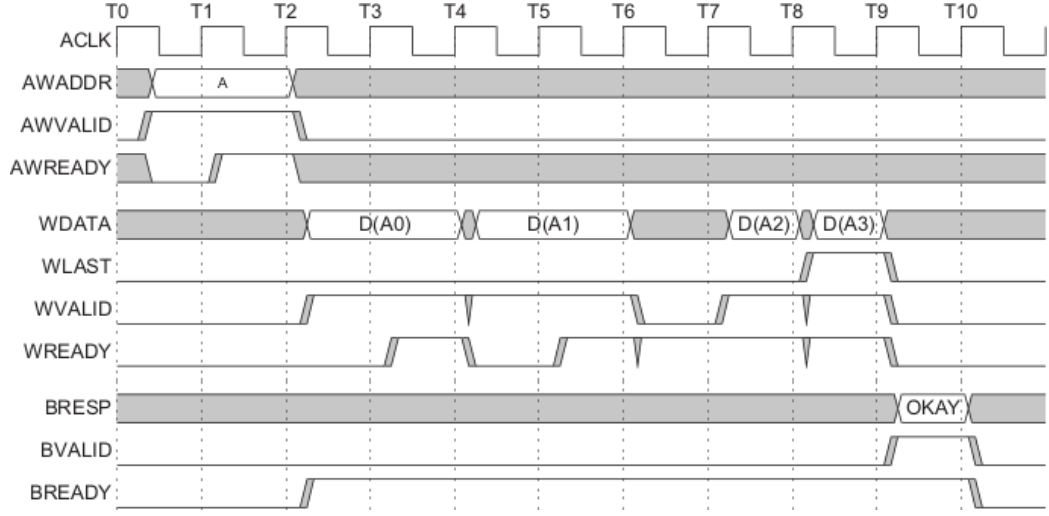 T0 T1 T2 T3 T4 T5 T6 T7 T8 T9 T10
ACLK
AWADDR A
AWVALID
AWREADY
WDATA D(A0) D(A1) D(A2) D(A3)
WLAST
WVALID
WREADY
BRESP OKAY
BVALID
BREADY